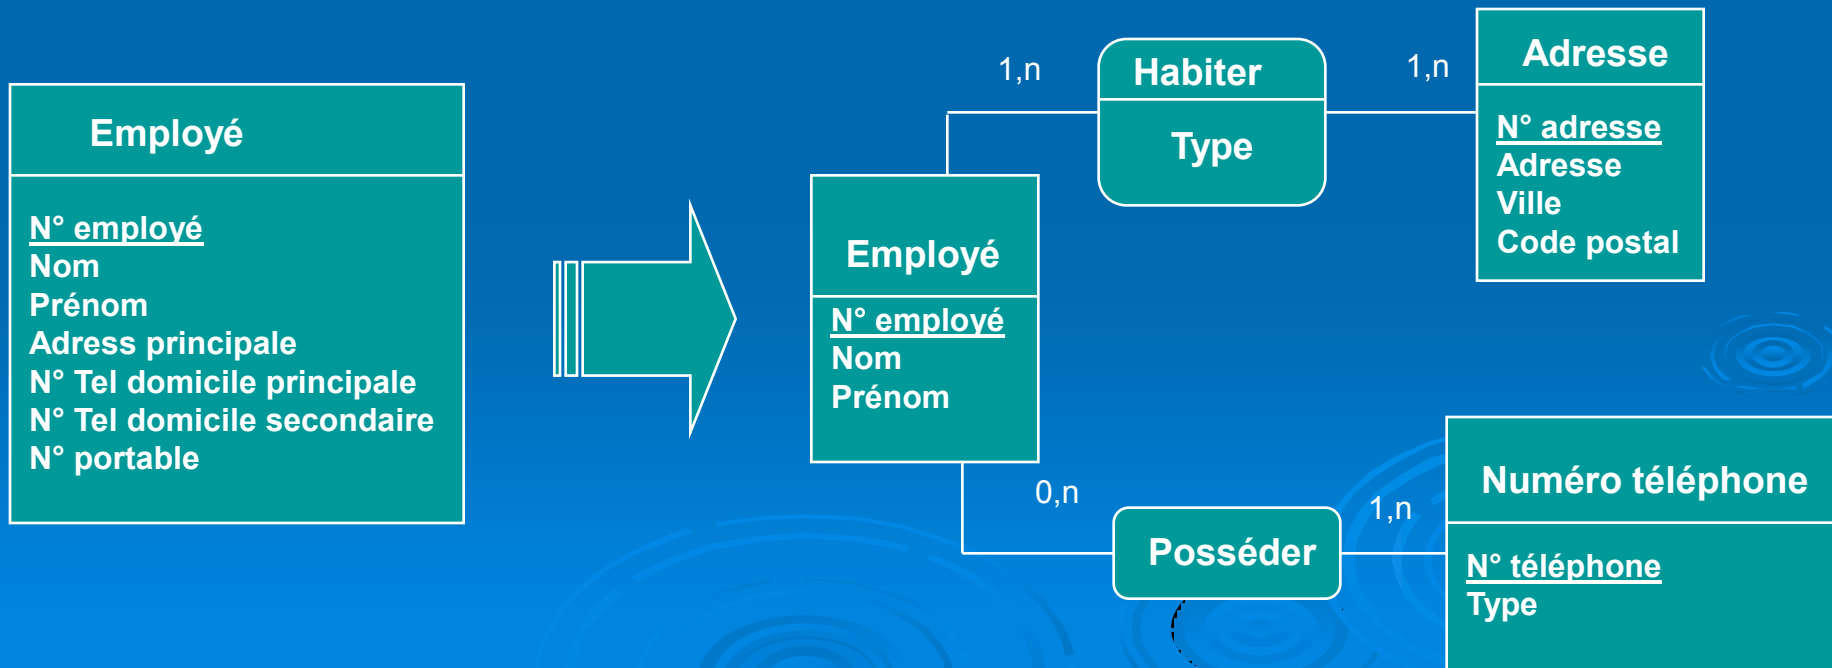 Employé
N° employé
Nom
Prénom
Adress principale
N° Tel domicile principale
N° Tel domicile secondaire
N° portable
1,n
Habiter
Type
1,n
Adresse
N° adresse
Adresse
Ville
Code postal
Employé
N° employé
Nom
Prénom
0,n
Posséder
1,n
Numéro téléphone
N° téléphone
Type